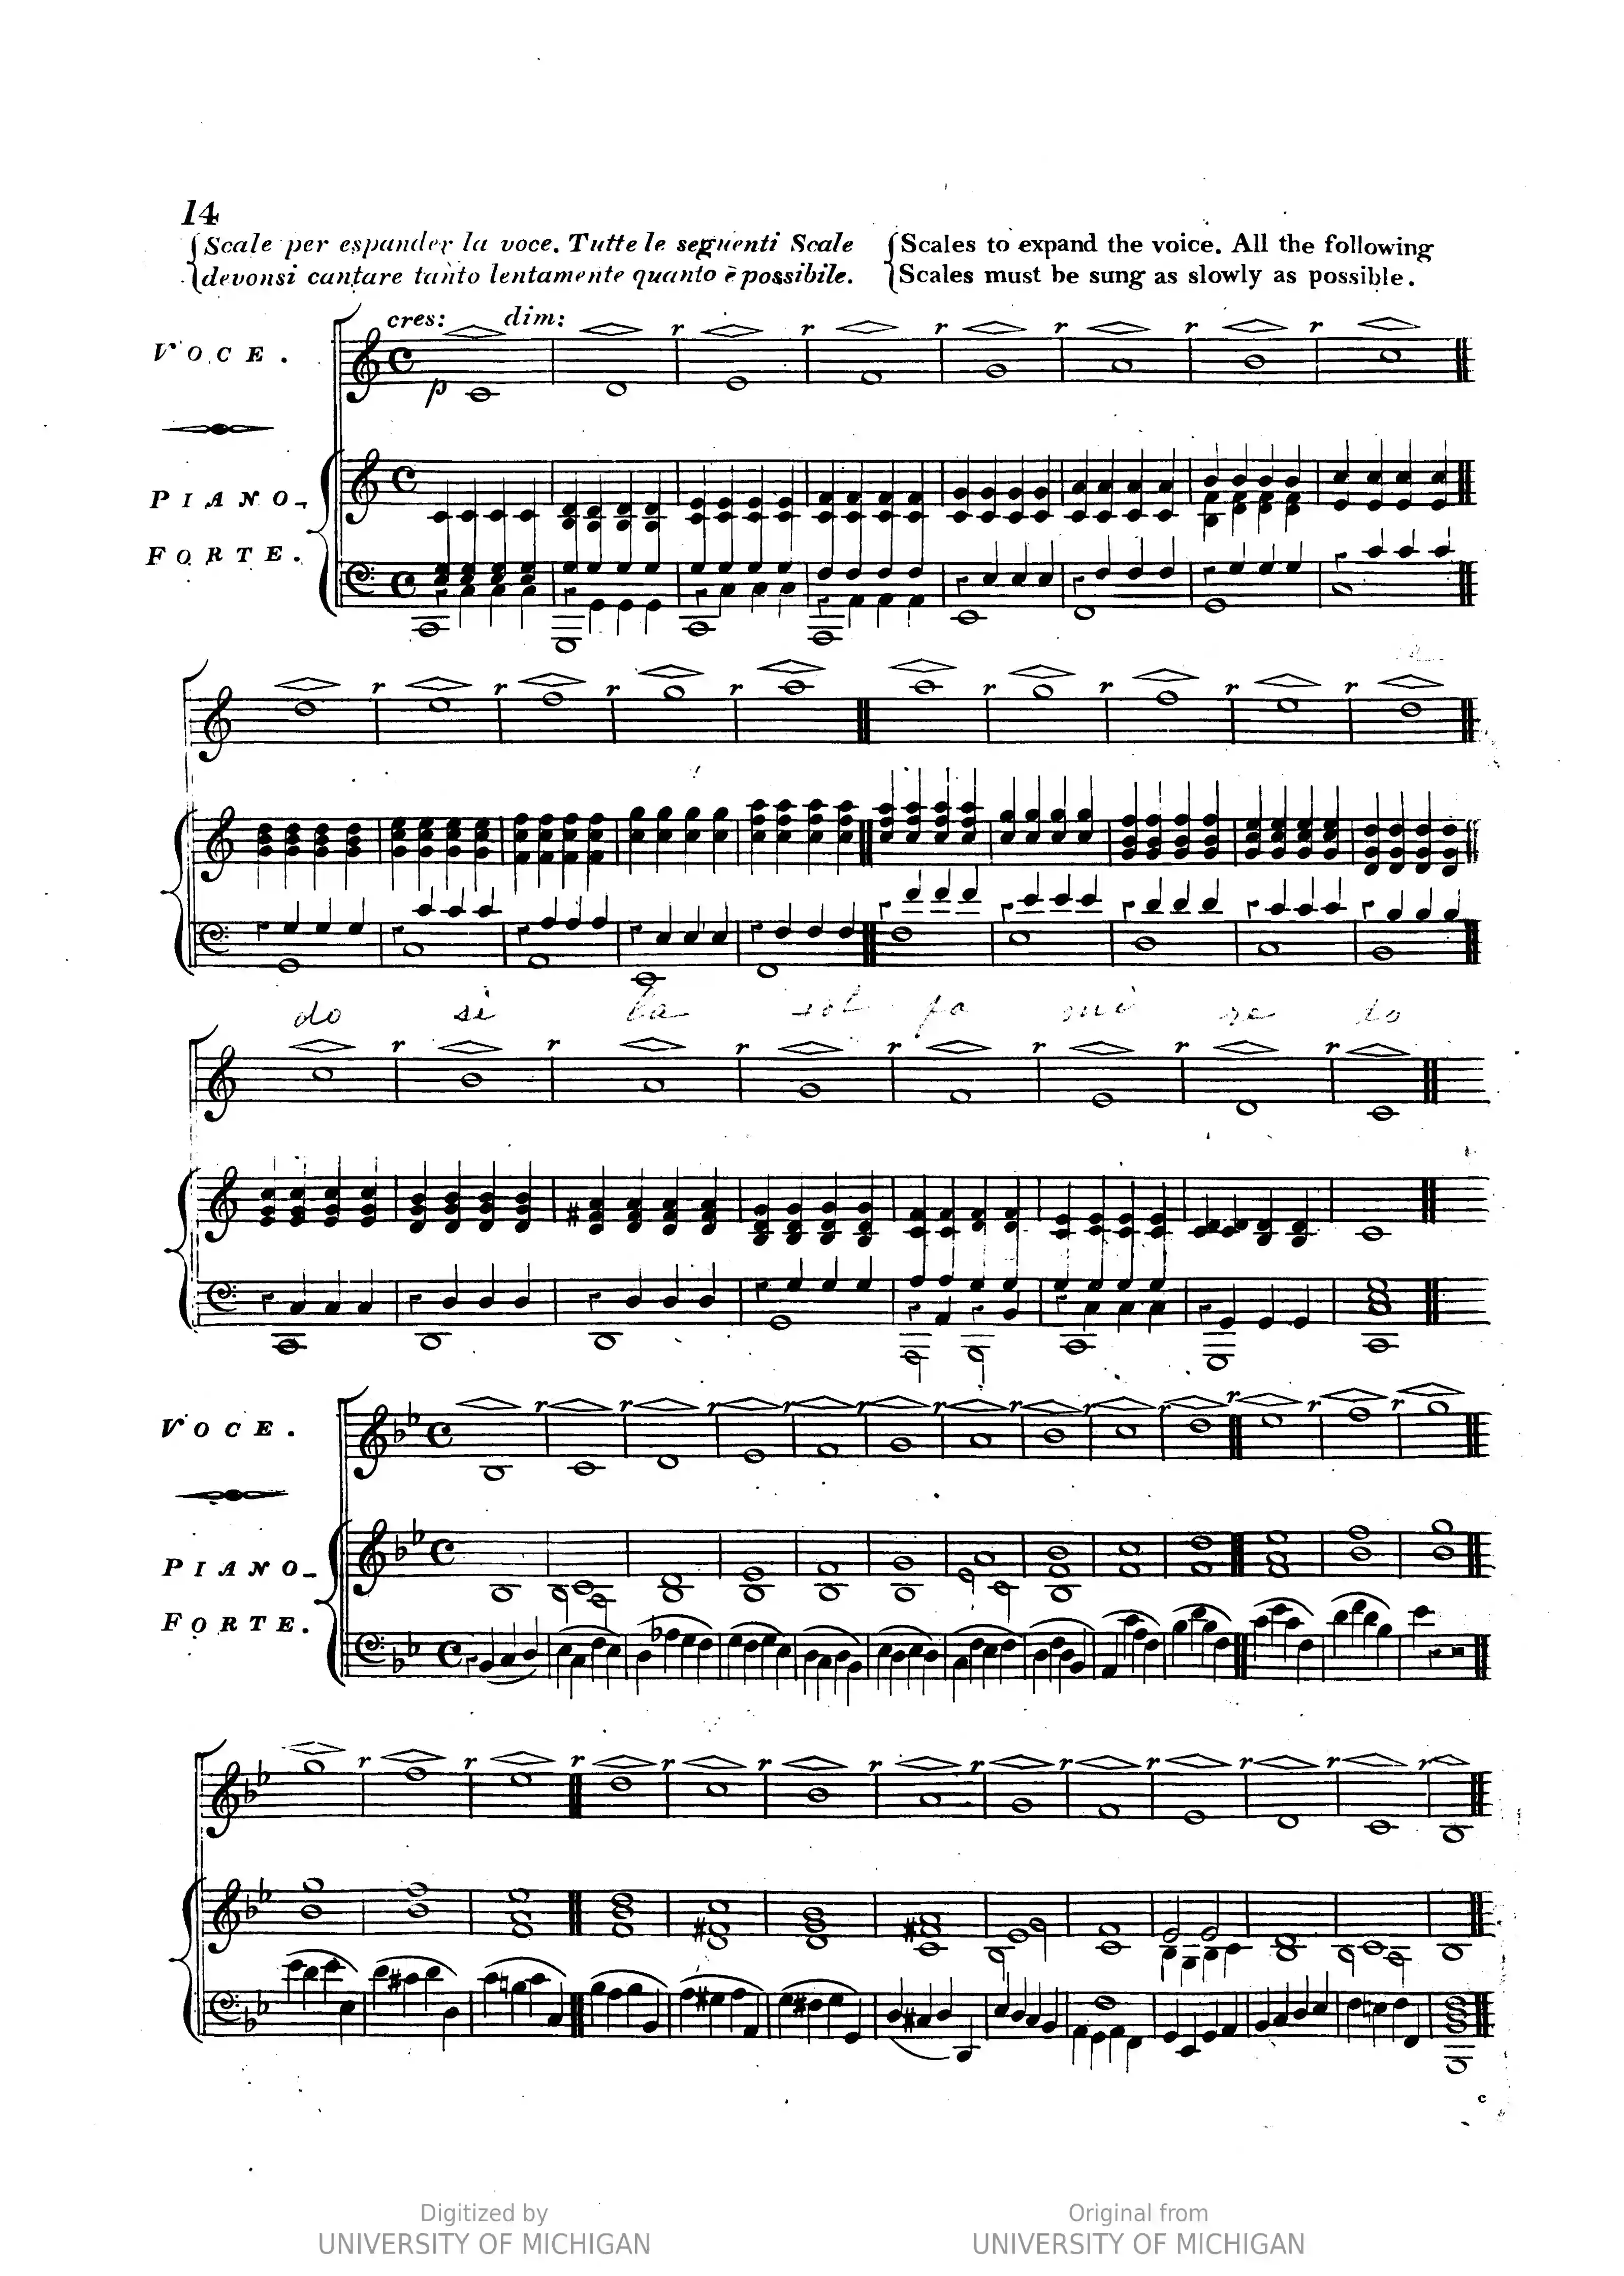 14
Scale per espander la voce. Tutte le seguenti Scale
devonsi cantare tanto lentamente quanto è possibile.
Scales to expand the voice. All the following
Scales must be sung as slowly as possible.
cres: dim:
r r r r r r
VOCE.
p
PIANO-
FORTE.
r r r r r r r r
do si la sol fa mi re do
r r r r r r r
r r r r r r r r r r r r
VOCE.
PIANO-
FORTE.
r r r r r r r r r r r r
c
Digitized by
UNIVERSITY OF MICHIGAN
Original from
UNIVERSITY OF MICHIGAN